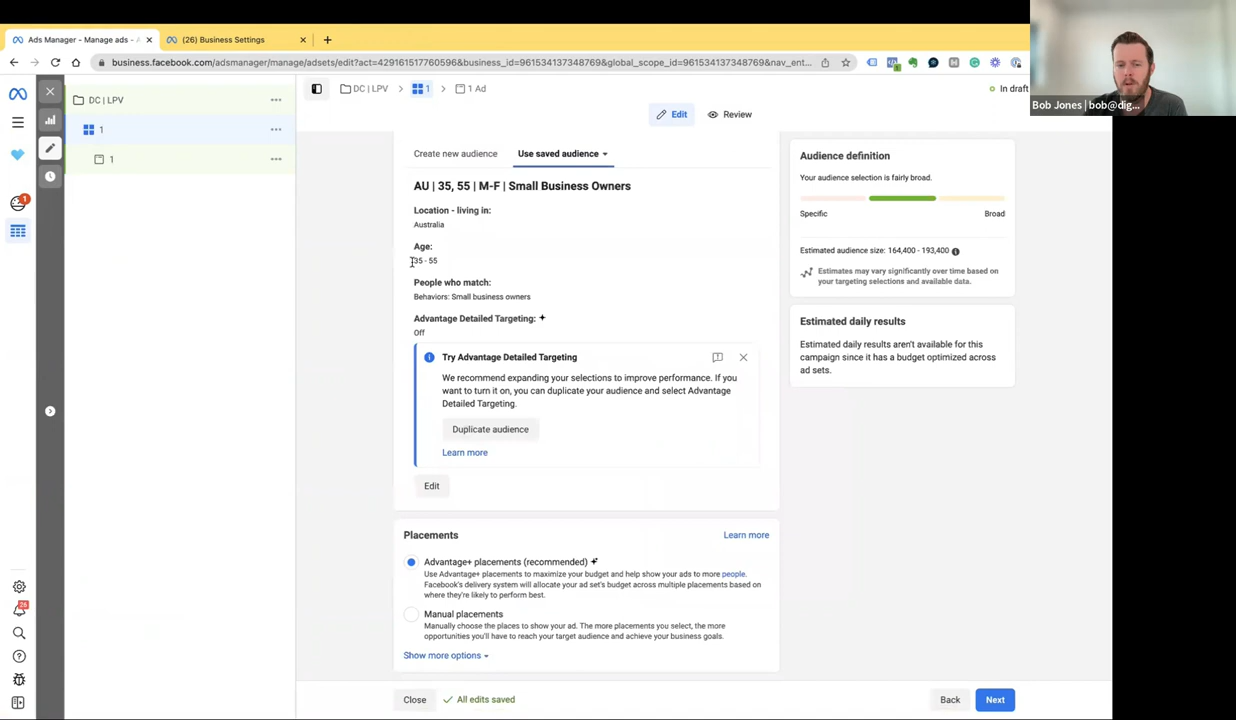 Ads Manager - Manage ads - A
(26) Business Settings
business.facebook.com/adsmanager/manage/adsets/edit?act=429161517760596&business_id=961534137348769&global_scope_id=961534137348769&nav_ent...
Bob Jones | bob@dig...
DC | LPV
1
1
DC | LPV
1
1 Ad
In draft
Edit
Review
Create new audience
Use saved audience
AU | 35, 55 | M-F | Small Business Owners
Location - living in:
Australia
Age:
35 - 55
People who match:
Behaviors: Small business owners
Advantage Detailed Targeting:
Off
Try Advantage Detailed Targeting
We recommend expanding your selections to improve performance. If you
want to turn it on, you can duplicate your audience and select Advantage
Detailed Targeting.
Duplicate audience
Learn more
Edit
Placements
Learn more
Advantage+ placements (recommended)
Use Advantage+ placements to maximize your budget and help show your ads to more people.
Facebook's delivery system will allocate your ad set's budget across multiple placements based on
where they're likely to perform best.
Manual placements
Manually choose the places to show your ad. The more placements you select, the more
opportunities you'll have to reach your target audience and achieve your business goals.
Show more options
Close
All edits saved
Back
Next
Audience definition
Your audience selection is fairly broad.
Specific
Broad
Estimated audience size: 164,400 - 193,400
Estimates may vary significantly over time based on
your targeting selections and available data.
Estimated daily results
Estimated daily results aren't available for this
campaign since it has a budget optimized across
ad sets.
1
26